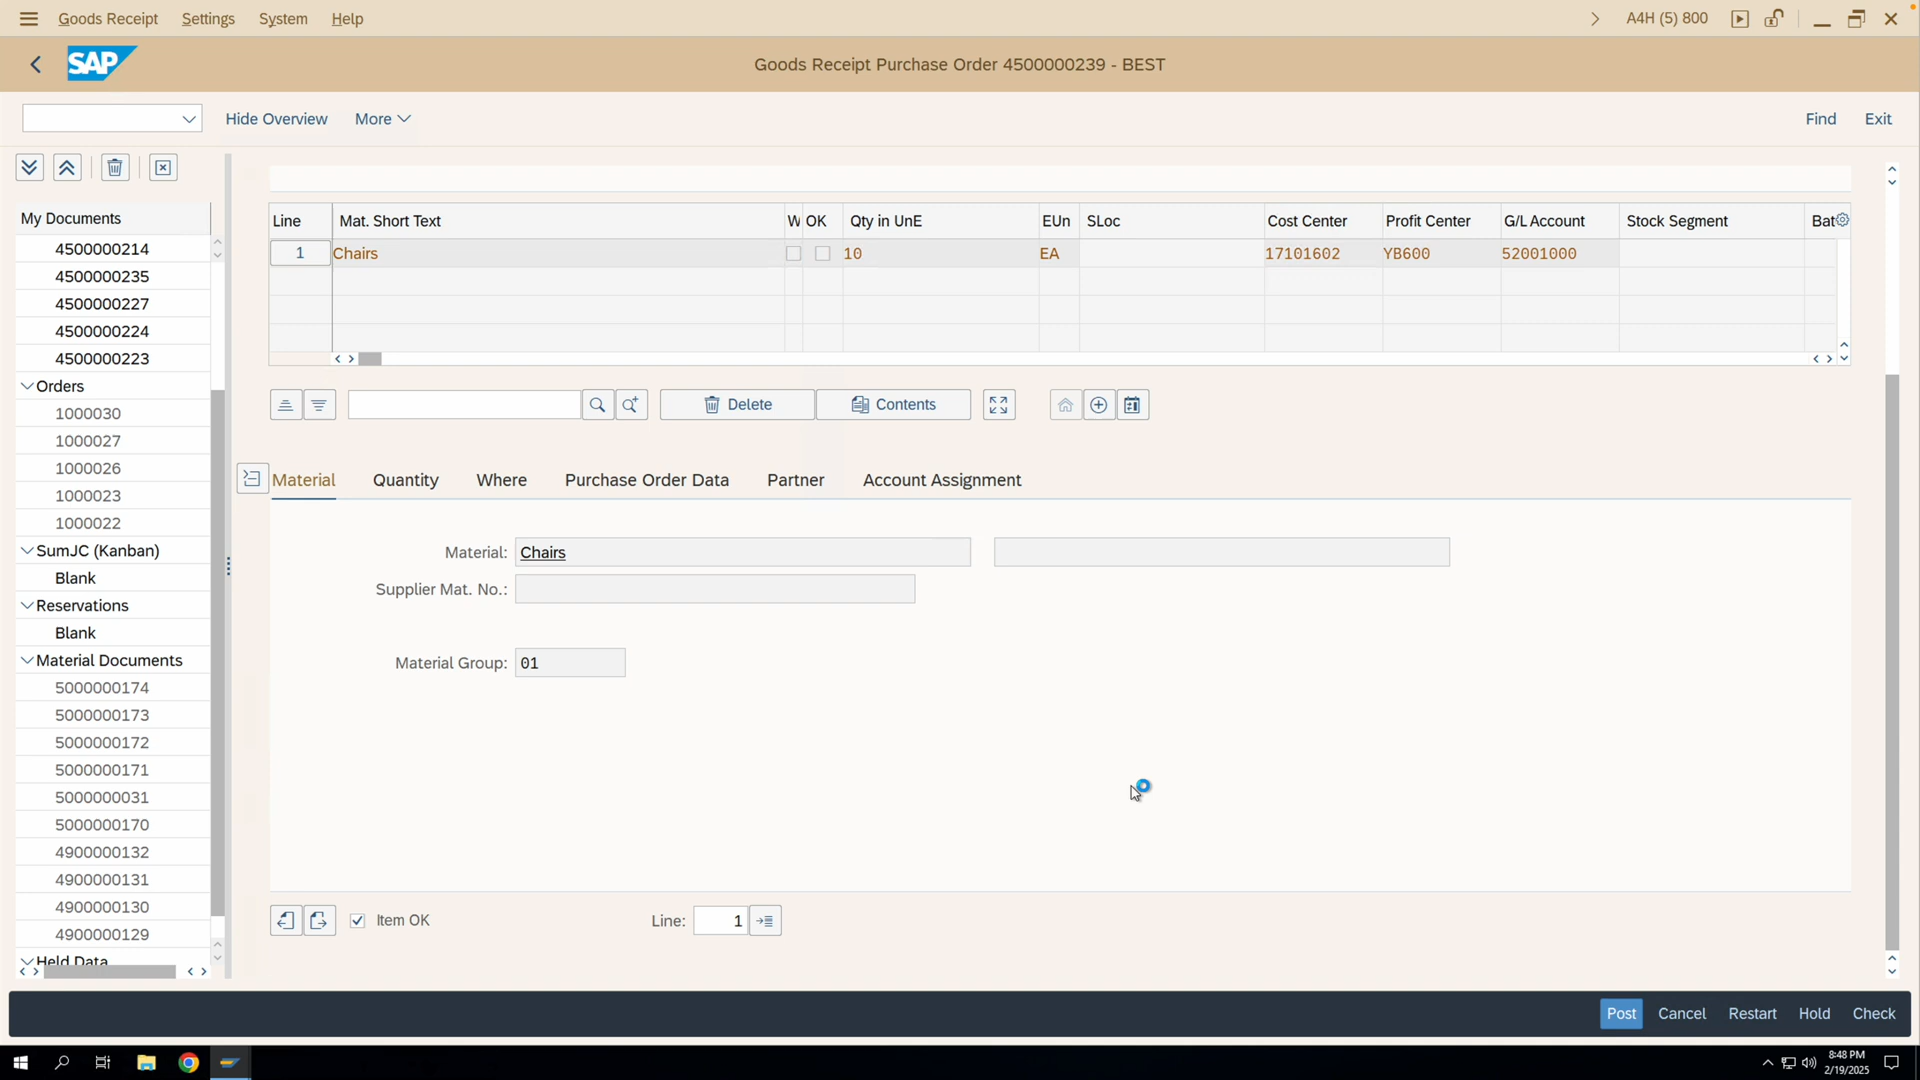 Goods Receipt Settings System Help A4H (5) 800
SAP Goods Receipt Purchase Order 4500000239 - BEST
Hide Overview More Find Exit
My Documents
4500000214
4500000235
4500000227
4500000224
4500000223
Orders
1000030
1000027
1000026
1000023
1000022
SumJC (Kanban)
Blank
Reservations
Blank
Material Documents
5000000174
5000000173
5000000172
5000000171
5000000031
5000000170
4900000132
4900000131
4900000130
4900000129
Held Data
Line Mat. Short Text W OK Qty in UnE EUn SLoc Cost Center Profit Center G/L Account Stock Segment Bat
1 Chairs 10 EA 17101602 YB600 52001000
Delete Contents
Material Quantity Where Purchase Order Data Partner Account Assignment
Material: Chairs
Supplier Mat. No.:
Material Group: 01
Item OK Line: 1
Post Cancel Restart Hold Check
8:48 PM
2/19/2025